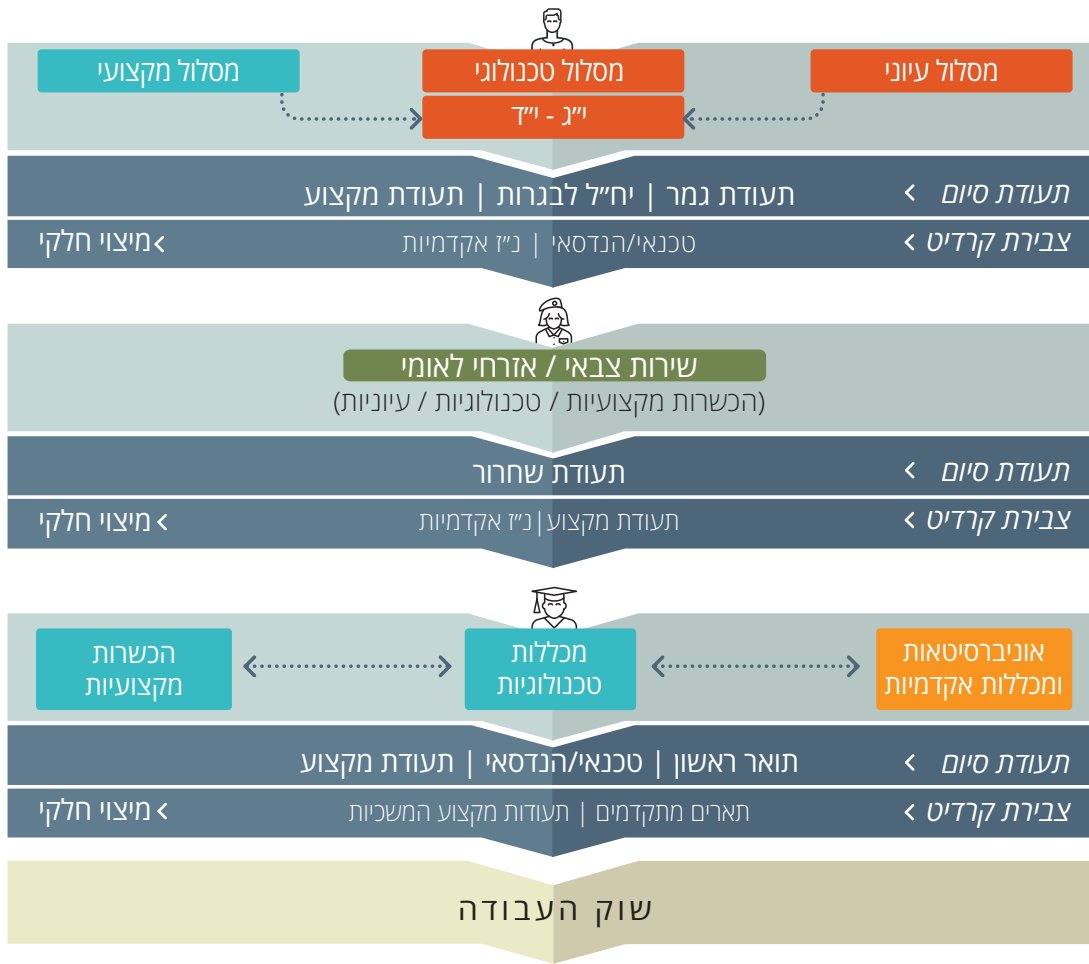 מסלול עיוני
מסלול טכנולוגי
מסלול מקצועי
י״ג - י״ד
תעודת סיום >
תעודת גמר | יח״ל לבגרות | תעודת מקצוע
צבירת קרדיט >
טכנאי/הנדסאי | נ״ז אקדמיות
> מיצוי חלקי
שירות צבאי / אזרחי לאומי
(הכשרות מקצועיות / טכנולוגיות / עיוניות)
תעודת סיום >
תעודת שחרור
צבירת קרדיט >
תעודת מקצוע|נ״ז אקדמיות
> מיצוי חלקי
אוניברסיטאות
ומכללות אקדמיות
מכללות
טכנולוגיות
הכשרות
מקצועיות
תעודת סיום >
תואר ראשון | טכנאי/הנדסאי | תעודת מקצוע
צבירת קרדיט >
תארים מתקדמים | תעודות מקצוע המשכיות
> מיצוי חלקי
שוק העבודה